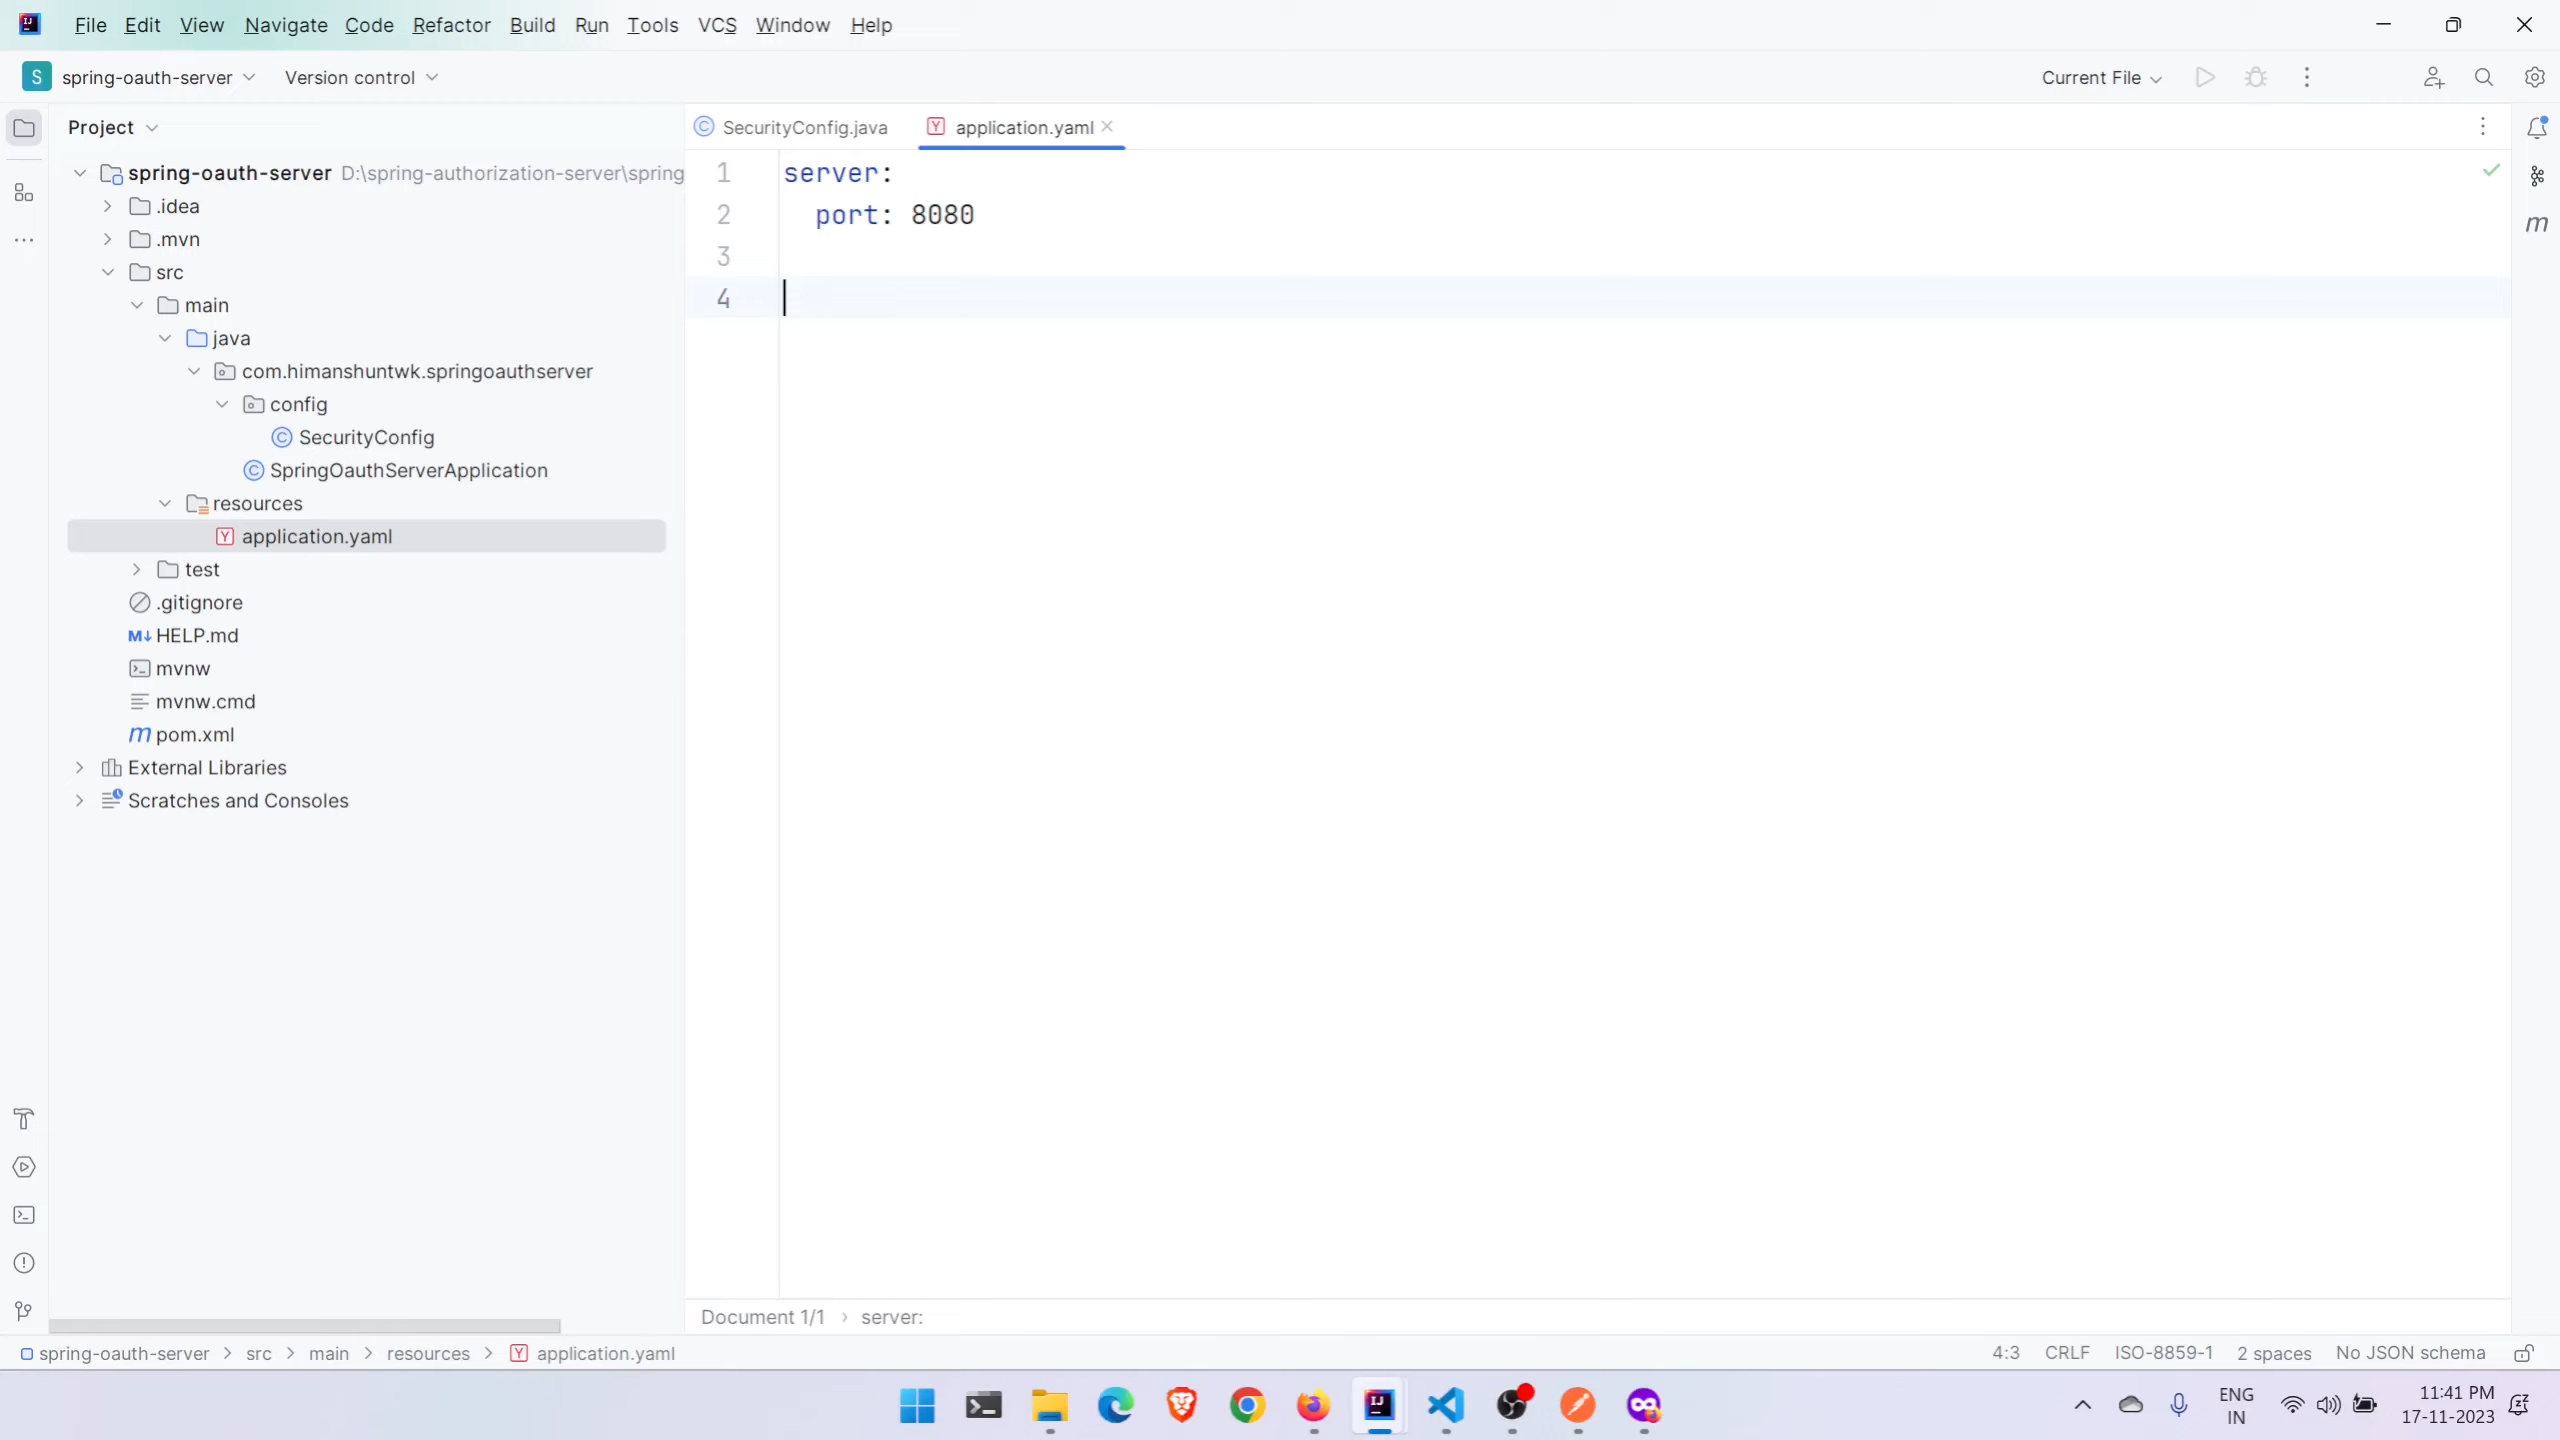 File Edit View Navigate Code Refactor Build Run Tools VCS Window Help
S spring-oauth-server Version control Current File
Project
SecurityConfig.java
application.yaml
spring-oauth-server D:\spring-authorization-server\spring
.idea
.mvn
src
main
java
com.himanshuntwk.springoauthserver
config
SecurityConfig
SpringOauthServerApplication
resources
application.yaml
test
.gitignore
HELP.md
mvnw
mvnw.cmd
pom.xml
External Libraries
Scratches and Consoles
1 server:
2 port: 8080
3
4
Document 1/1 › server:
spring-oauth-server > src > main > resources > application.yaml
4:3 CRLF ISO-8859-1 2 spaces No JSON schema
ENG
IN
11:41 PM
17-11-2023